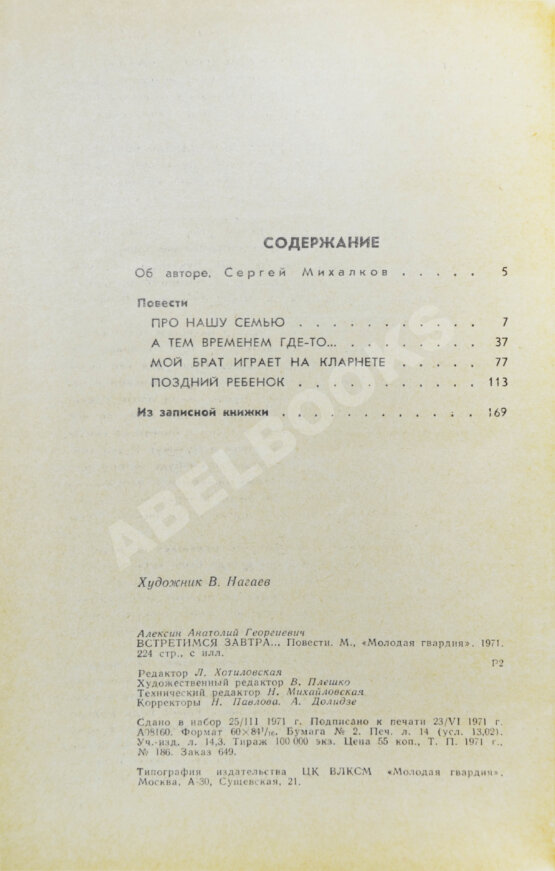 СОДЕРЖАНИЕ
Об авторе. Сергей Михалков . . . . . 5
Повести
ПРО НАШУ СЕМЬЮ . . . . . . . . . . 7
А ТЕМ ВРЕМЕНЕМ ГДЕ-ТО... . . . . . . . 37
МОЙ БРАТ ИГРАЕТ НА КЛАРНЕТЕ . . . . . 77
ПОЗДНИЙ РЕБЕНОК . . . . . . . . . . 113
Из записной книжки . . . . . . . . . . . 169
ABELBOOKS
Художник В. Нагаев
Алексин Анатолий Георгиевич
ВСТРЕТИМСЯ ЗАВТРА... Повести. М., «Молодая гвардия», 1971.
224 стр., с илл.
Р2
Редактор Л. Хотиловская
Художественный редактор В. Плешко
Технический редактор Н. Михайловская
Корректоры Н. Павлова, А. Долидзе
Сдано в набор 25/III 1971 г. Подписано к печати 23/VI 1971 г.
А08160. Формат 60×84¹/₁₆. Бумага № 2. Печ. л. 14 (усл. 13,02).
Уч.-изд. л. 14,3. Тираж 100 000 экз. Цена 55 коп., Т. П. 1971 г.,
№ 186. Заказ 649.
Типография издательства ЦК ВЛКСМ «Молодая гвардия»,
Москва, А-30, Сущевская, 21.